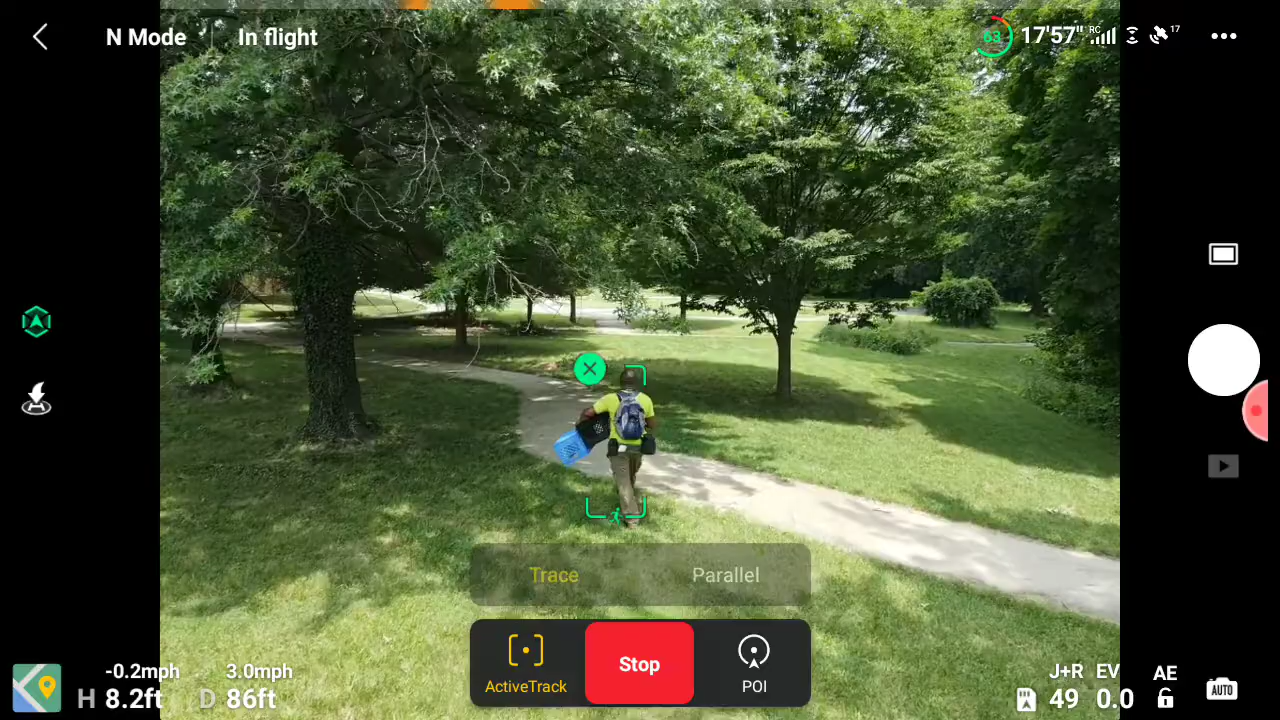 N Mode In flight
63 17'57" RC 17
Trace Parallel
ActiveTrack Stop POI
-0.2mph 3.0mph
H 8.2ft D 86ft
J+R EV AE
49 0.0 AUTO